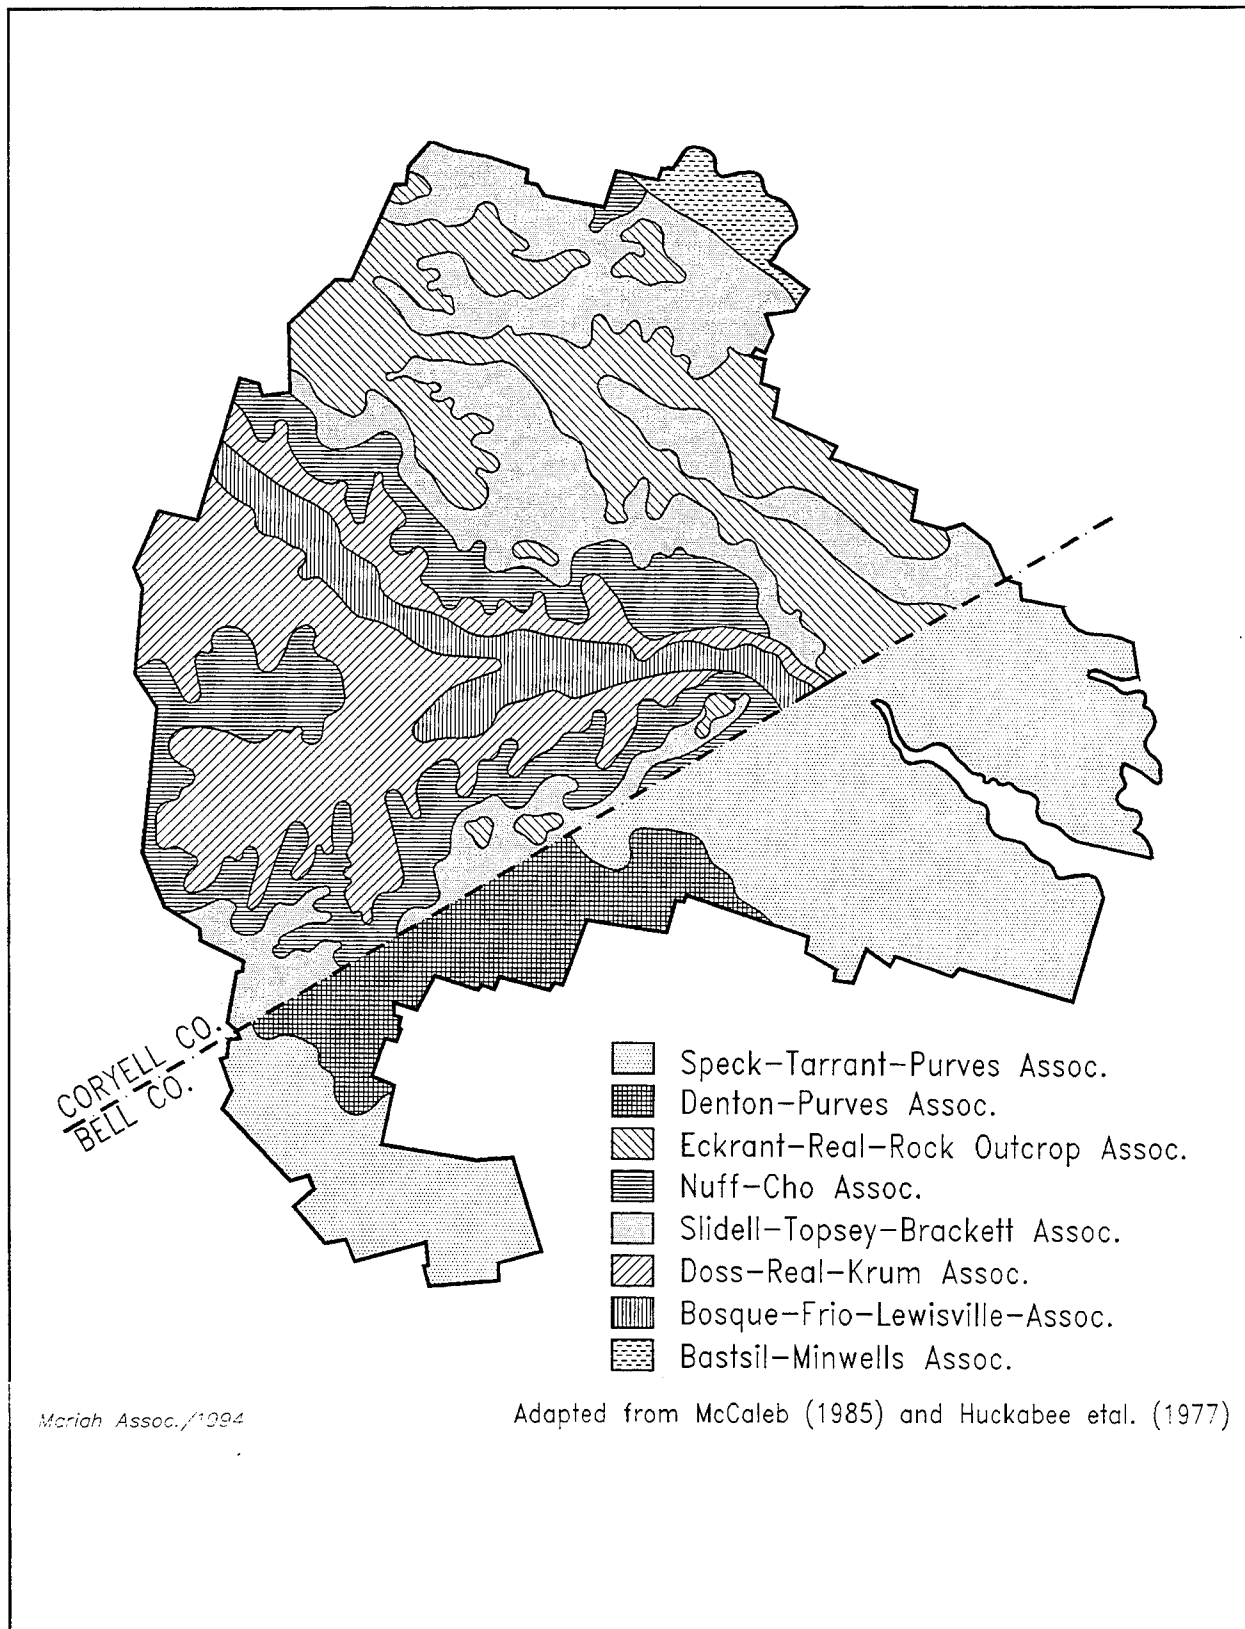 CORYELL CO.
BELL CO.
Speck-Tarrant-Purves Assoc.
Denton-Purves Assoc.
Eckrant-Real-Rock Outcrop Assoc.
Nuff-Cho Assoc.
Slidell-Topsey-Brackett Assoc.
Doss-Real-Krum Assoc.
Bosque-Frio-Lewisville-Assoc.
Bastsil-Minwells Assoc.
Mariah Assoc./1994
Adapted from McCaleb (1985) and Huckabee etal. (1977)